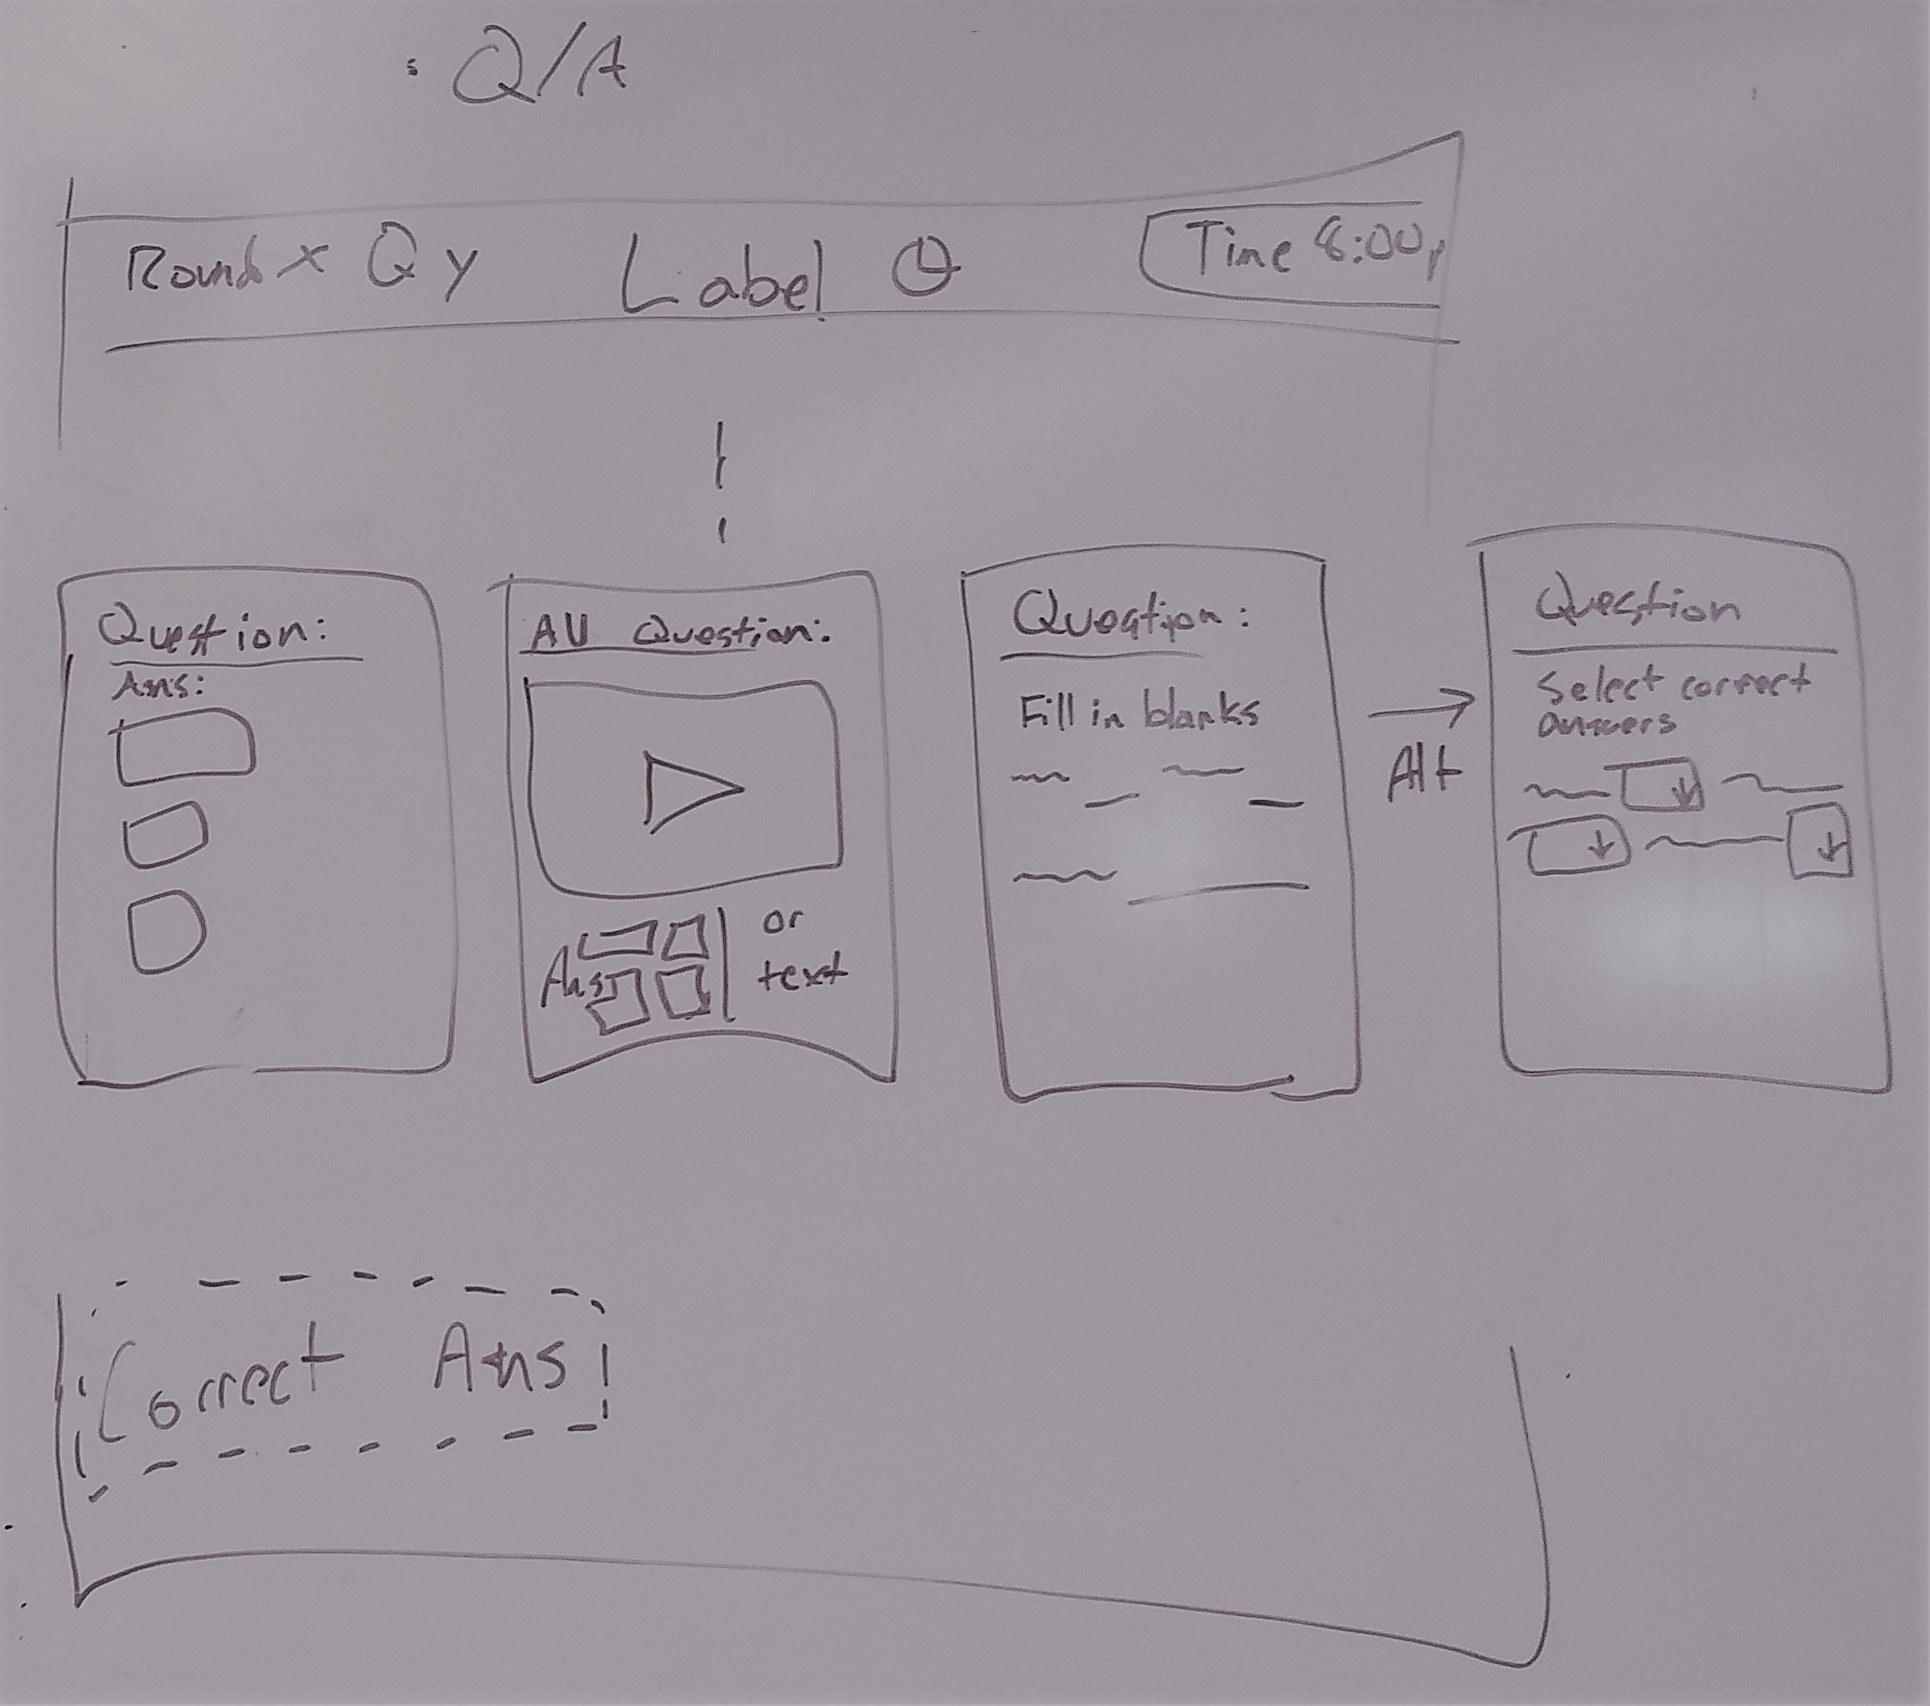 Q/A
Round x Q y
Label
Time 8:00p
Question:
Ans:
AV Question:
Ans
or
text
Question:
Fill in blanks
Alt
Question
Select correct
answers
Correct Ans